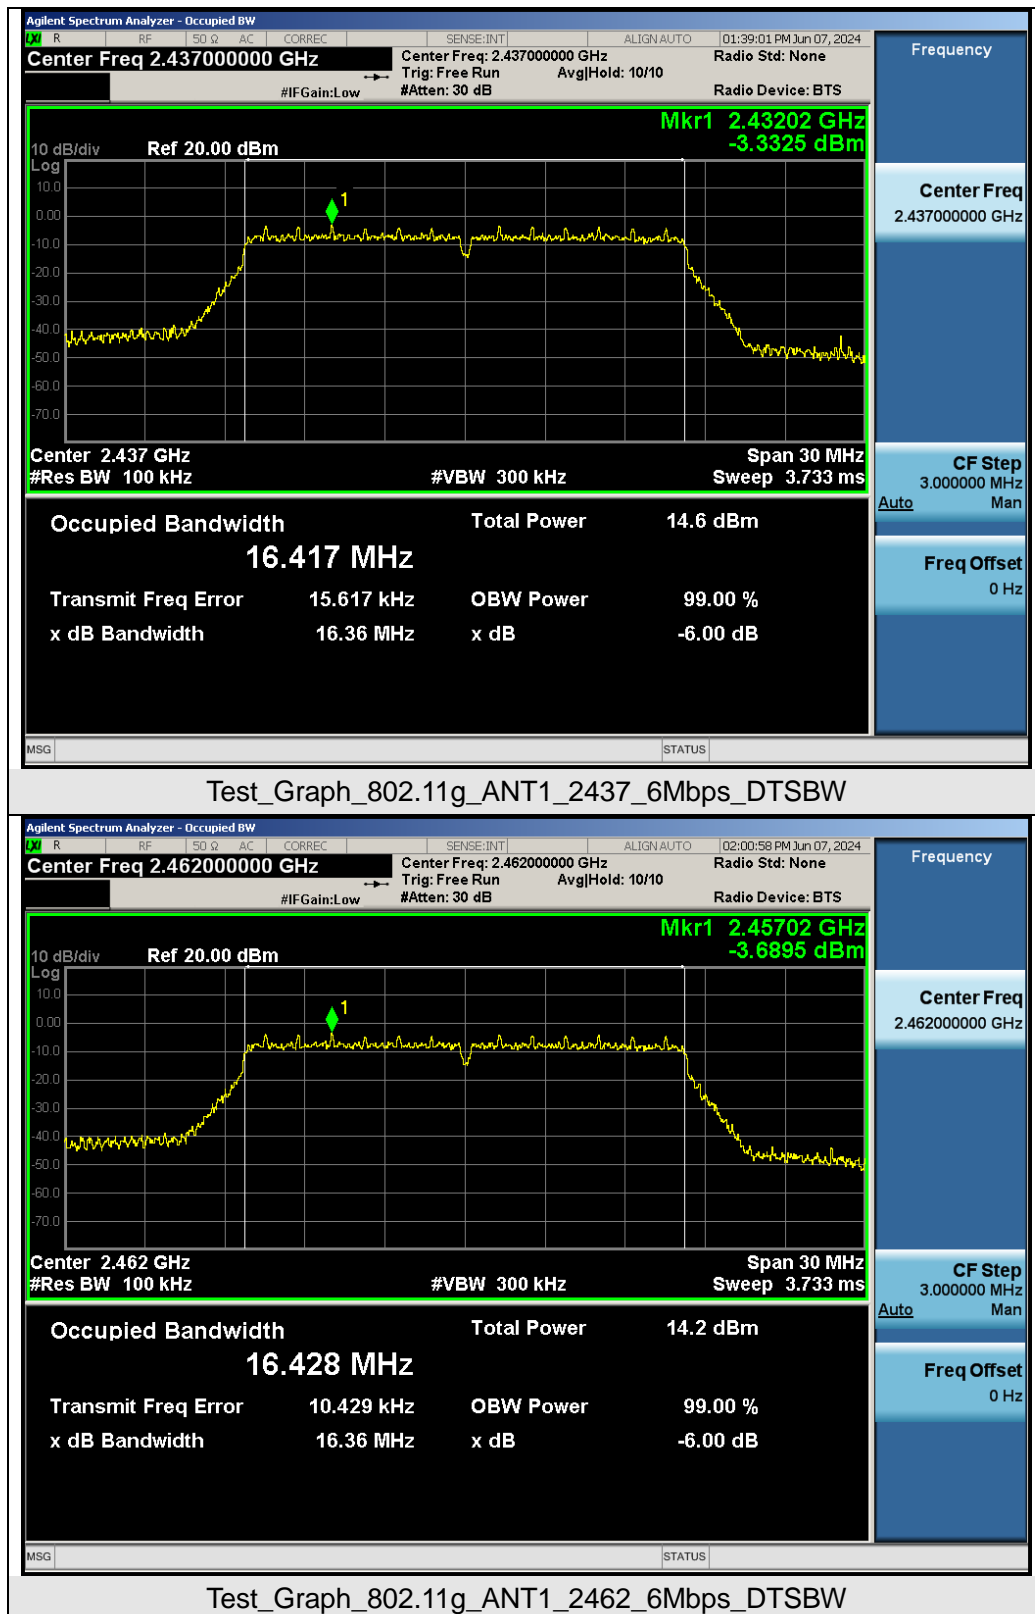 Agilent Spectrum Analyzer - Occupied BW
LXI R RF 50 Ω AC CORREC SENSE:INT ALIGN AUTO 01:39:01 PM Jun 07, 2024
Center Freq 2.437000000 GHz Center Freq: 2.437000000 GHz Radio Std: None Frequency
Trig: Free Run Avg|Hold: 10/10
#IFGain:Low #Atten: 30 dB Radio Device: BTS
Mkr1 2.43202 GHz
10 dB/div Ref 20.00 dBm -3.3325 dBm
Log
10.0
0.00
-10.0
-20.0
-30.0
-40.0
-50.0
-60.0
-70.0
1
Center Freq
2.437000000 GHz
Center 2.437 GHz Span 30 MHz
#Res BW 100 kHz #VBW 300 kHz Sweep 3.733 ms
CF Step
3.000000 MHz
Auto Man
Occupied Bandwidth Total Power 14.6 dBm
16.417 MHz
Freq Offset
0 Hz
Transmit Freq Error 15.617 kHz OBW Power 99.00 %
x dB Bandwidth 16.36 MHz x dB -6.00 dB
MSG STATUS
Test_Graph_802.11g_ANT1_2437_6Mbps_DTSBW
Agilent Spectrum Analyzer - Occupied BW
LXI R RF 50 Ω AC CORREC SENSE:INT ALIGN AUTO 02:00:58 PM Jun 07, 2024
Center Freq 2.462000000 GHz Center Freq: 2.462000000 GHz Radio Std: None Frequency
Trig: Free Run Avg|Hold: 10/10
#IFGain:Low #Atten: 30 dB Radio Device: BTS
Mkr1 2.45702 GHz
10 dB/div Ref 20.00 dBm -3.6895 dBm
Log
10.0
0.00
-10.0
-20.0
-30.0
-40.0
-50.0
-60.0
-70.0
1
Center Freq
2.462000000 GHz
Center 2.462 GHz Span 30 MHz
#Res BW 100 kHz #VBW 300 kHz Sweep 3.733 ms
CF Step
3.000000 MHz
Auto Man
Occupied Bandwidth Total Power 14.2 dBm
16.428 MHz
Freq Offset
0 Hz
Transmit Freq Error 10.429 kHz OBW Power 99.00 %
x dB Bandwidth 16.36 MHz x dB -6.00 dB
MSG STATUS
Test_Graph_802.11g_ANT1_2462_6Mbps_DTSBW